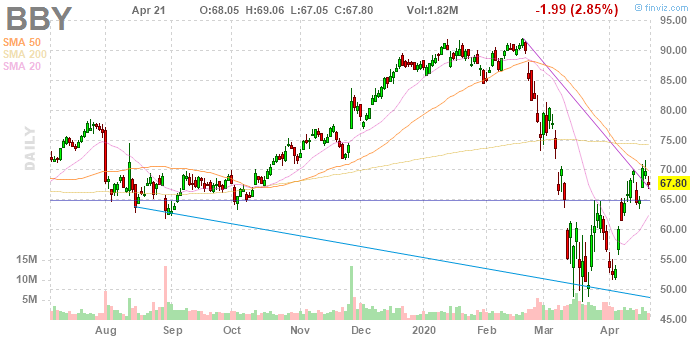 BBY Apr 21 O:68.05 H:69.06 L:67.05 C:67.80 Vol:1.82M -1.99 (2.85%) © finviz.com
SMA 50
SMA 200
SMA 20
DAILY
95.00
90.00
85.00
80.00
75.00
70.00
67.80
65.00
60.00
55.00
50.00
45.00
15M
10M
5M
Aug Sep Oct Nov Dec 2020 Feb Mar Apr